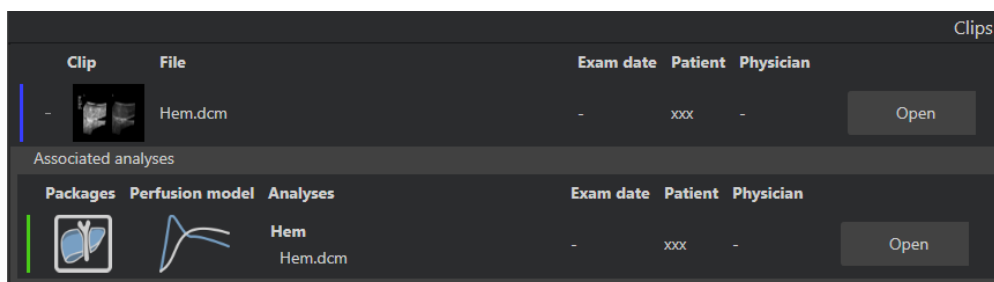 Clips
Clip File Exam date Patient Physician
- Hem.dcm - xxx - Open
Associated analyses
Packages Perfusion model Analyses Exam date Patient Physician
Hem
Hem.dcm - xxx - Open